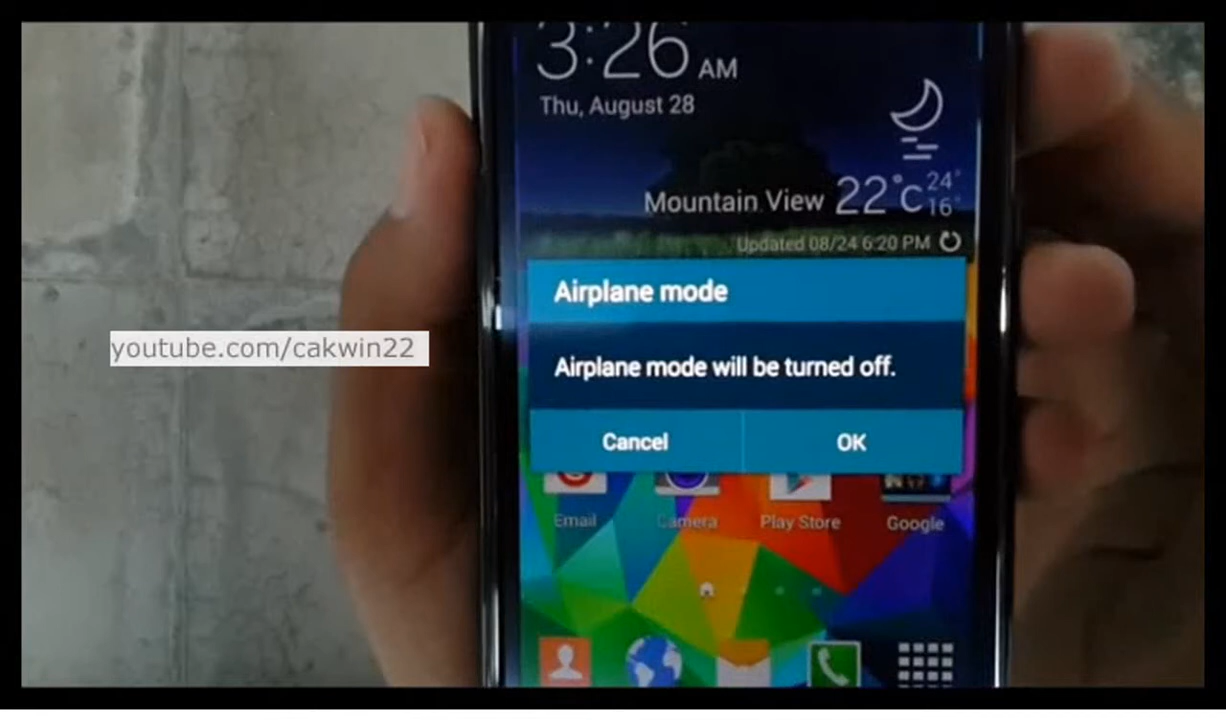 3:26 AM
Thu, August 28
Mountain View 22°c 24° 16°
Updated 08/24 6:20 PM
Airplane mode
youtube.com/cakwin22
Airplane mode will be turned off.
Cancel OK
Email Camera Play Store Google